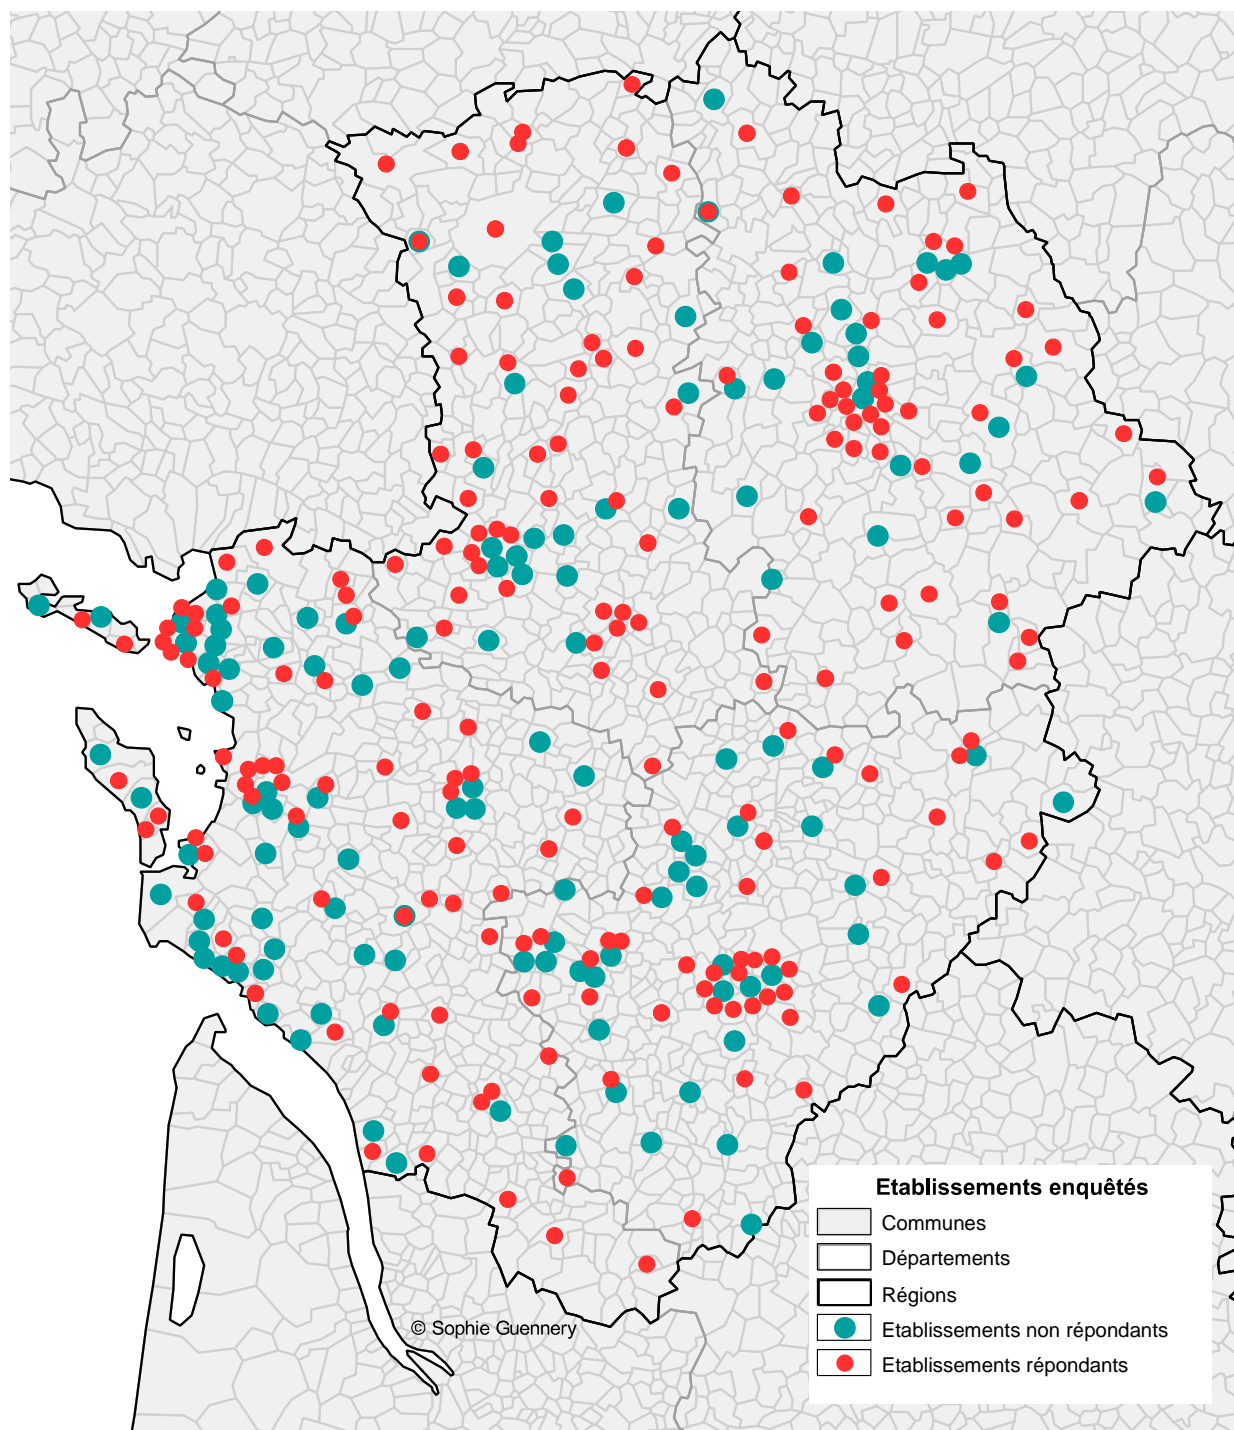 Etablissements enquêtés
Communes
Départements
Régions
Etablissements non répondants
Etablissements répondants
© Sophie Guennery